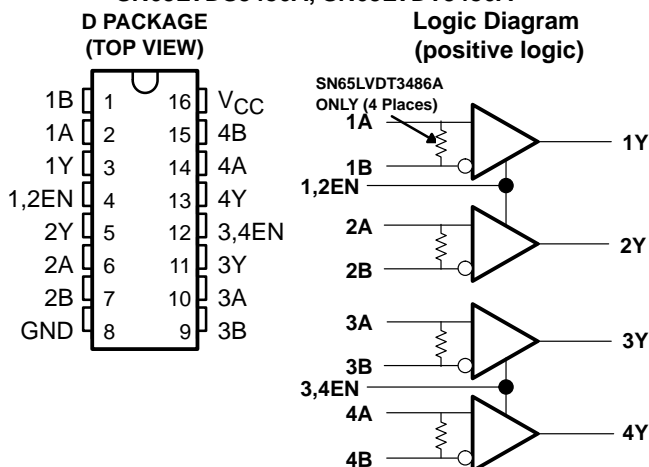 D PACKAGE
(TOP VIEW)
1B 1 16 VCC
1A 2 15 4B
1Y 3 14 4A
1,2EN 4 13 4Y
2Y 5 12 3,4EN
2A 6 11 3Y
2B 7 10 3A
GND 8 9 3B
Logic Diagram
(positive logic)
SN65LVDT3486A
ONLY (4 Places)
1A
1Y
1B
1,2EN
2A
2Y
2B
3A
3Y
3B
3,4EN
4A
4Y
4B